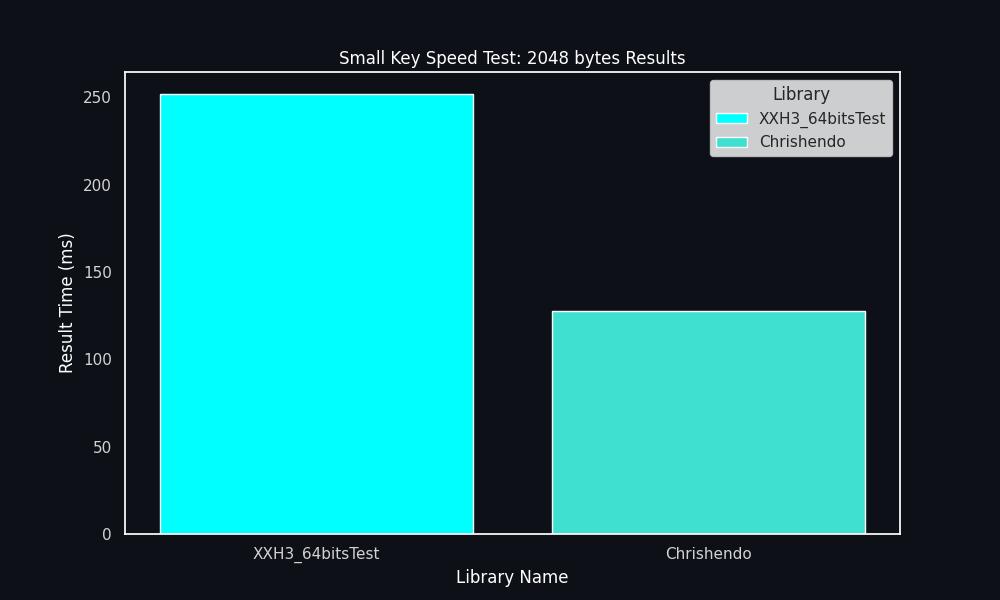 Small Key Speed Test: 2048 bytes Results
Library
XXH3_64bitsTest
Chrishendo
Result Time (ms)
250
200
150
100
50
0
XXH3_64bitsTest Chrishendo
Library Name